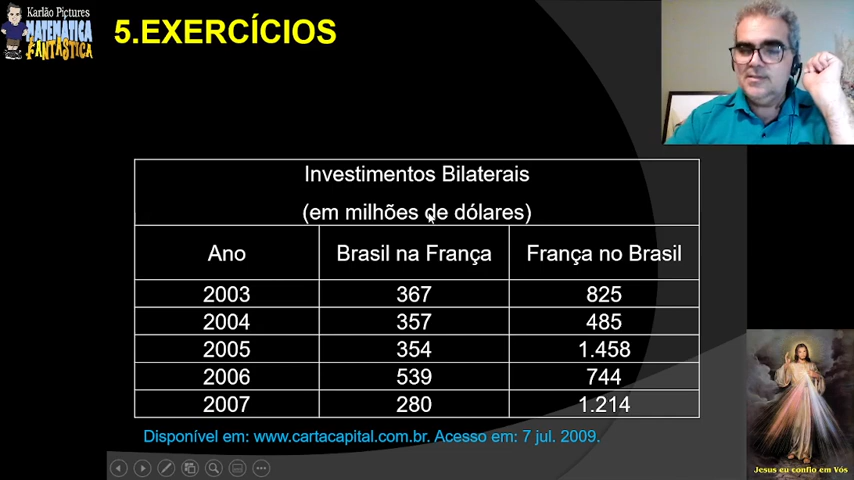 Karlão Pictures
MATEMÁTICA
FANTÁSTICA
5.EXERCÍCIOS
Investimentos Bilaterais
(em milhões de dólares)
Ano Brasil na França França no Brasil
2003 367 825
2004 357 485
2005 354 1.458
2006 539 744
2007 280 1.214
Disponível em: www.cartacapital.com.br. Acesso em: 7 jul. 2009.
Jesus eu confio em Vós